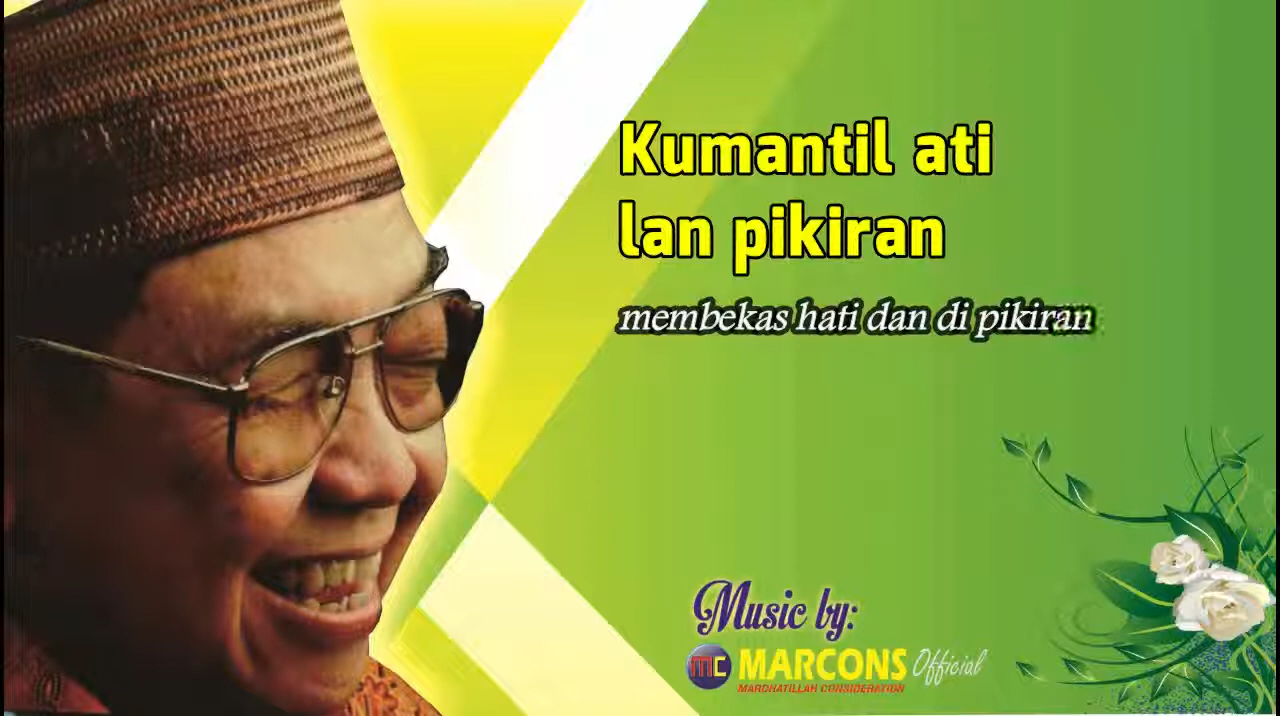 Kumantil ati
lan pikiran
membekas hati dan di pikiran
Music by:
MC MARCONS Official
MARDHATILLAH CONSIDERATION